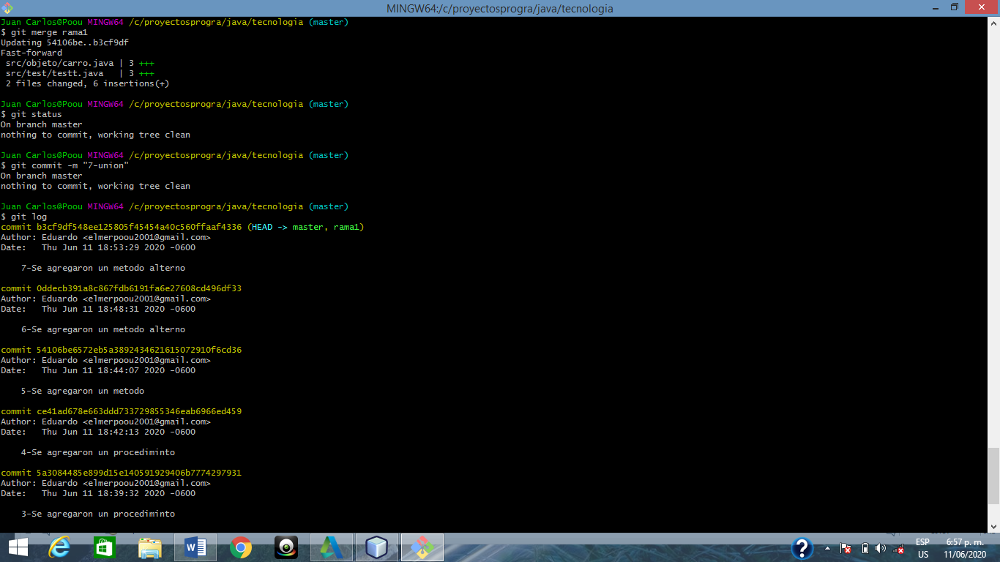 MINGW64:/c/proyectosprogra/java/tecnologia
Juan Carlos@Poou MINGW64 /c/proyectosprogra/java/tecnologia (master)
$ git merge rama1
Updating 54106be..b3cf9df
Fast-forward
 src/objeto/carro.java | 3 +++
 src/test/testt.java   | 3 +++
 2 files changed, 6 insertions(+)
Juan Carlos@Poou MINGW64 /c/proyectosprogra/java/tecnologia (master)
$ git status
On branch master
nothing to commit, working tree clean
Juan Carlos@Poou MINGW64 /c/proyectosprogra/java/tecnologia (master)
$ git commit -m "7-union"
On branch master
nothing to commit, working tree clean
Juan Carlos@Poou MINGW64 /c/proyectosprogra/java/tecnologia (master)
$ git log
commit b3cf9df548ee125805f45454a40c560ffaaf4336 (HEAD -> master, rama1)
Author: Eduardo <elmerpoou2001@gmail.com>
Date:   Thu Jun 11 18:53:29 2020 -0600
    7-Se agregaron un metodo alterno
commit 0ddecb391a8c867fdb6191fa6e27608cd496df33
Author: Eduardo <elmerpoou2001@gmail.com>
Date:   Thu Jun 11 18:48:31 2020 -0600
    6-Se agregaron un metodo alterno
commit 54106be6572eb5a3892434621615072910f6cd36
Author: Eduardo <elmerpoou2001@gmail.com>
Date:   Thu Jun 11 18:44:07 2020 -0600
    5-Se agregaron un metodo
commit ce41ad678e663ddd733729855346eab6966ed459
Author: Eduardo <elmerpoou2001@gmail.com>
Date:   Thu Jun 11 18:42:13 2020 -0600
    4-Se agregaron un procediminto
commit 5a3084485e899d15e140591929406b7774297931
Author: Eduardo <elmerpoou2001@gmail.com>
Date:   Thu Jun 11 18:39:32 2020 -0600
    3-Se agregaron un procediminto
ESP 6:57 p. m.
US 11/06/2020